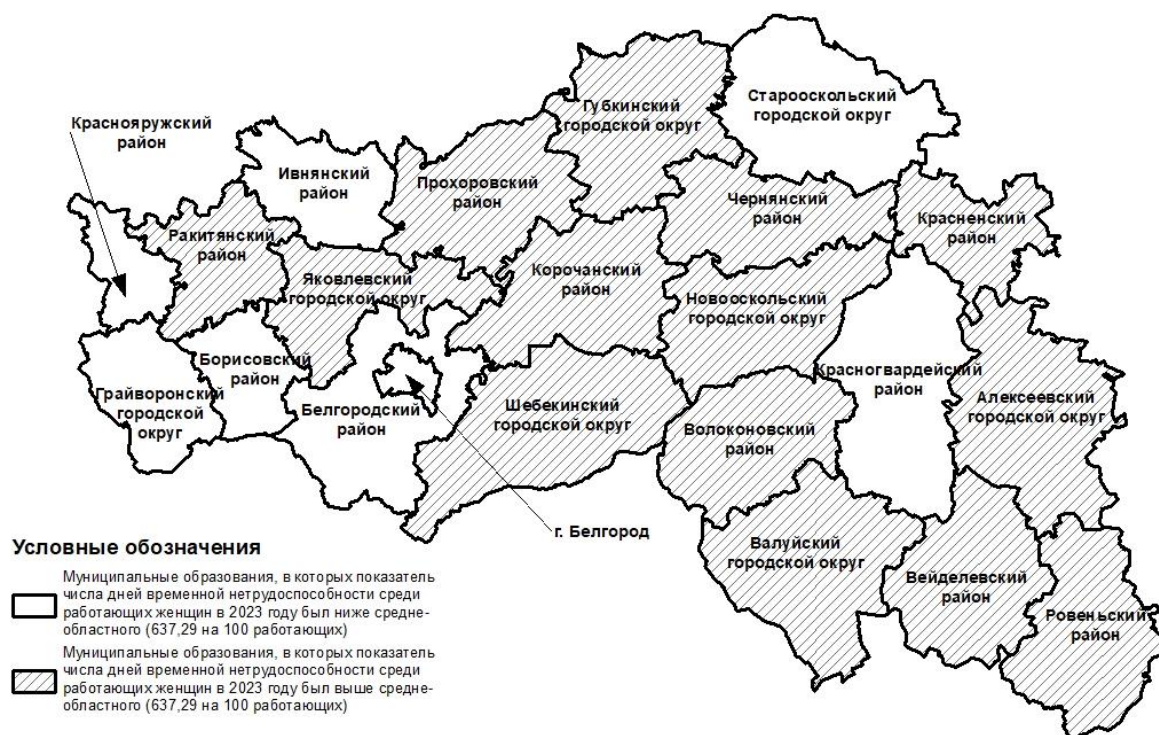 Старооскольский
городской округ
Губкинский
городской округ
Краснояружский
район
Ивнянский
район
Прохоровский
район
Чернянский
район
Красненский
район
Ракитянский
район
Яковлевский
городской округ
Корочанский
район
Новооскольский
городской округ
Борисовский
район
Грайворонский
городской
округ
Белгородский
район
Шебекинский
городской округ
Красногвардейский
район
Алексеевский
городской округ
Волоконовский
район
г. Белгород
Валуйский
городской округ
Вейделевский
район
Ровеньский
район
Условные обозначения
Муниципальные образования, в которых показатель
числа дней временной нетрудоспособности среди
работающих женщин в 2023 году был ниже средне-
областного (637,29 на 100 работающих)
Муниципальные образования, в которых показатель
числа дней временной нетрудоспособности среди
работающих женщин в 2023 году был выше средне-
областного (637,29 на 100 работающих)